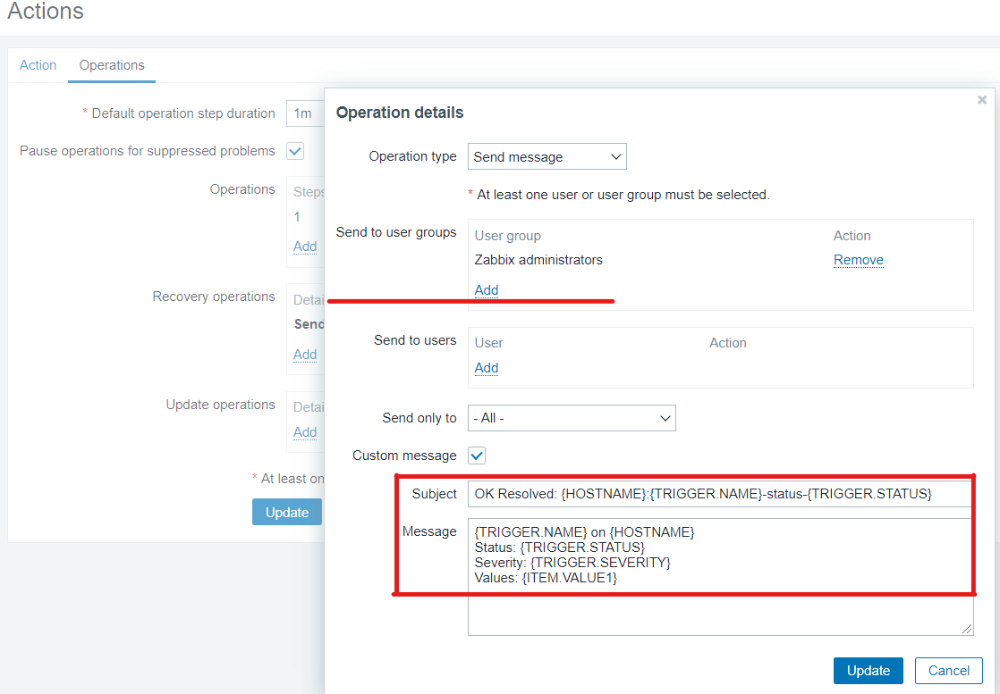 Actions
Action Operations
* Default operation step duration 1m
Pause operations for suppressed problems
Operations Steps
1
Add
Recovery operations
Send
Add
Update operations
Add
* At least
Update
×
Operation details
Operation type Send message
* At least one user or user group must be selected.
Send to user groups User group Action
Zabbix administrators Remove
Add
Send to users User Action
Add
Send only to - All -
Custom message
Subject OK Resolved: {HOSTNAME}:{TRIGGER.NAME}-status-{TRIGGER.STATUS}
Message {TRIGGER.NAME} on {HOSTNAME}
Status: {TRIGGER.STATUS}
Severity: {TRIGGER.SEVERITY}
Values: {ITEM.VALUE1}
Update Cancel